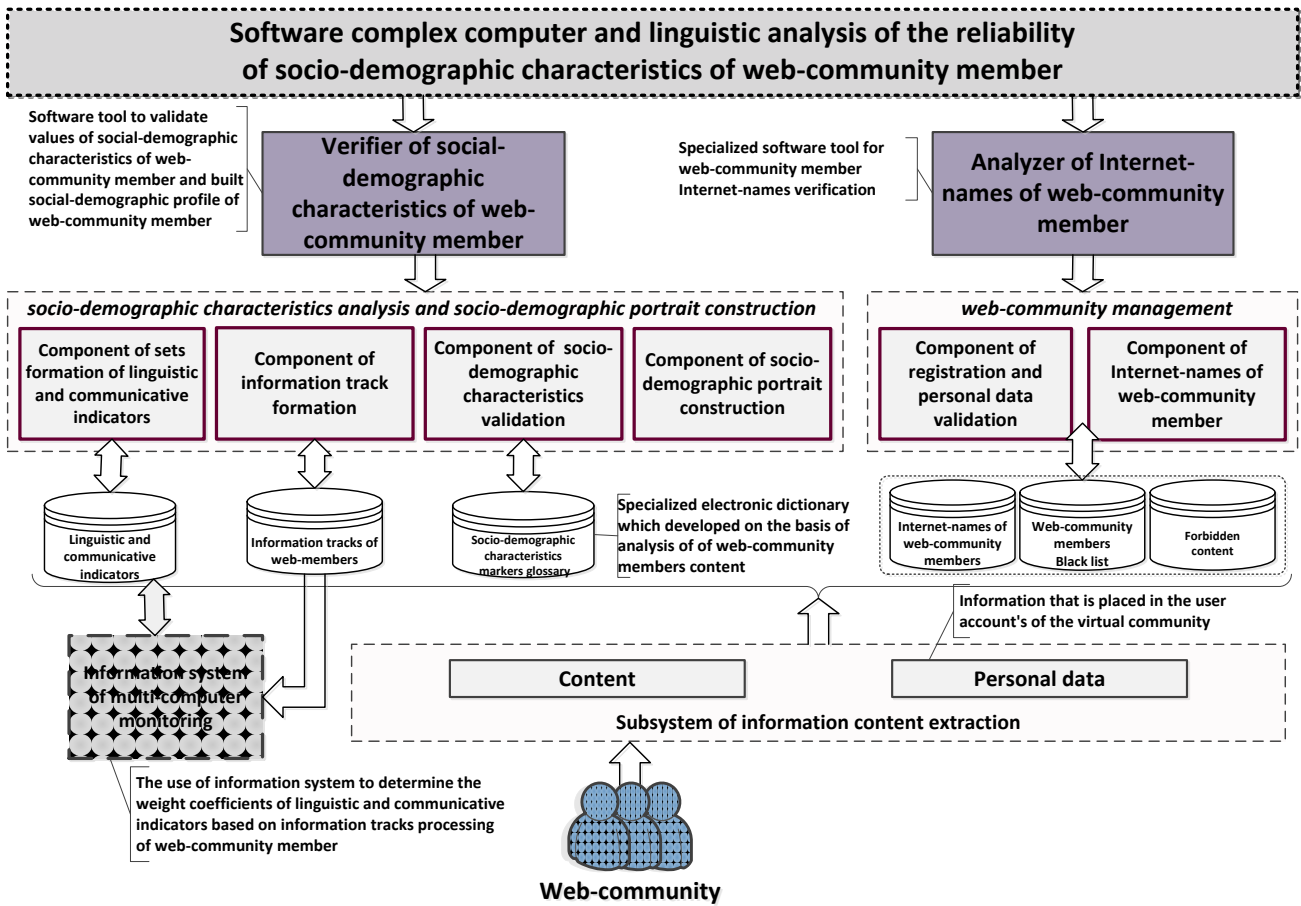 Software complex computer and linguistic analysis of the reliability
of socio-demographic characteristics of web-community member
Software tool to validate
values of social-demographic
characteristics of web-
community member and built
social-demographic profile of
web-community member
Verifier of social-
demographic
characteristics of web-
community member
Specialized software tool for
web-community member
Internet-names verification
Analyzer of Internet-
names of web-community
member
socio-demographic characteristics analysis and socio-demographic portrait construction
Component of sets
formation of linguistic
and communicative
indicators
Component of
information track
formation
Component of socio-
demographic
characteristics
validation
Component of socio-
demographic portrait
construction
web-community management
Component of
registration and
personal data
validation
Component of
Internet-names of
web-community
member
Linguistic and
communicative
indicators
Information tracks of
web-members
Socio-demographic
characteristics
markers glossary
Specialized electronic dictionary
which developed on the basis of
analysis of of web-community
members content
Internet-names of
web-community
members
Web-community
members
Black list
Forbidden
content
Information that is placed in the user
account's of the virtual community
Information system
of multi-computer
monitoring
Content
Personal data
Subsystem of information content extraction
The use of information system to determine the
weight coefficients of linguistic and communicative
indicators based on information tracks processing
of web-community member
Web-community